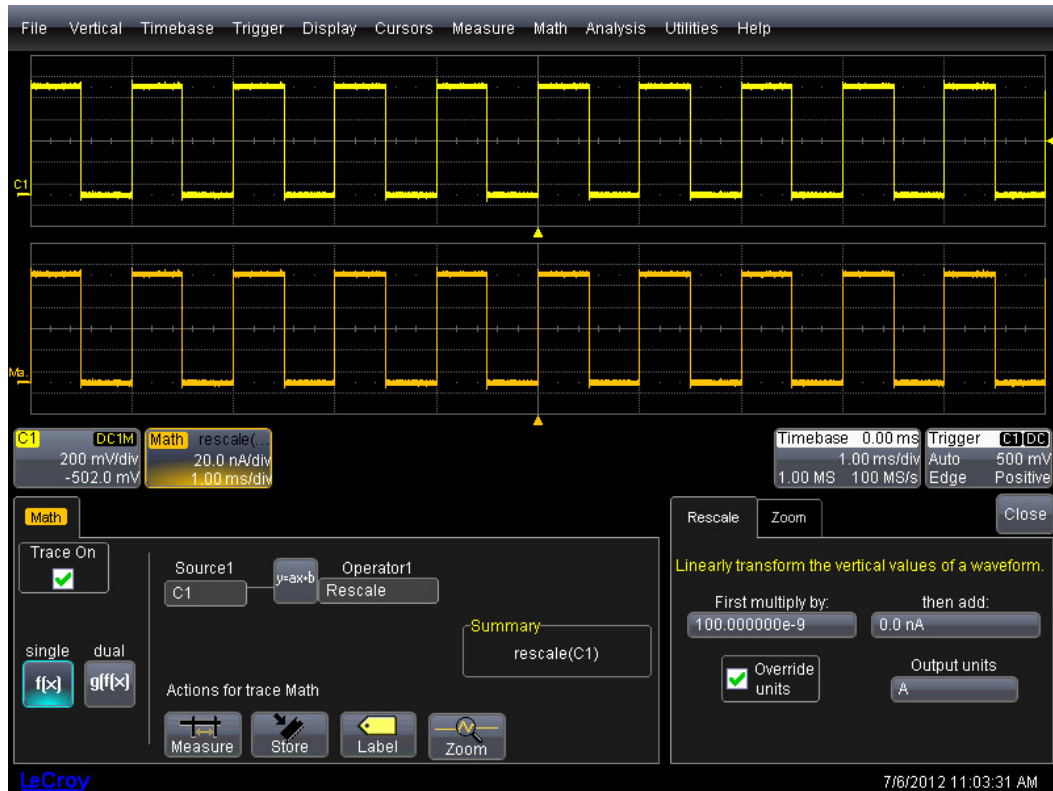 File Vertical Timebase Trigger Display Cursors Measure Math Analysis Utilities Help
C1
Ma.
C1 DC1M
200 mV/div
-502.0 mV
Math rescale(...
20.0 nA/div
1.00 ms/div
Timebase 0.00 ms
1.00 ms/div
1.00 MS 100 MS/s
Trigger C1 DC
Auto 500 mV
Edge Positive
Math
Trace On
Source1
C1
y=ax+b
Operator1
Rescale
Summary
rescale(C1)
single dual
f(x) g(f(x)
Actions for trace Math
Measure Store Label Zoom
Rescale Zoom Close
Linearly transform the vertical values of a waveform.
First multiply by: then add:
100.000000e-9 0.0 nA
Override units
Output units
A
LeCroy
7/6/2012 11:03:31 AM